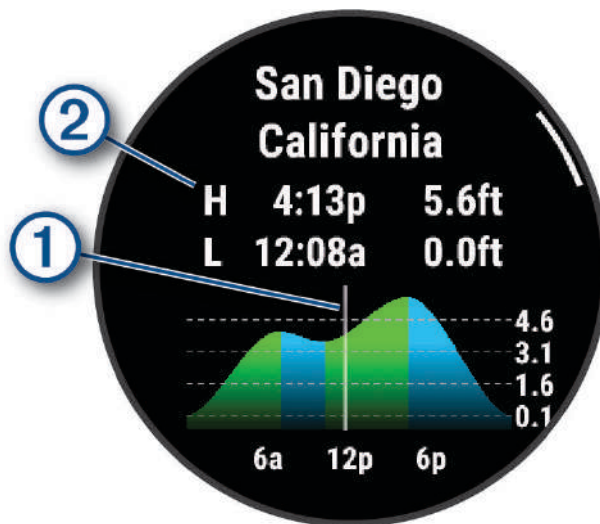 San Diego
California
2
H 4:13p 5.6ft
L 12:08a 0.0ft
1
4.6
3.1
1.6
0.1
6a 12p 6p